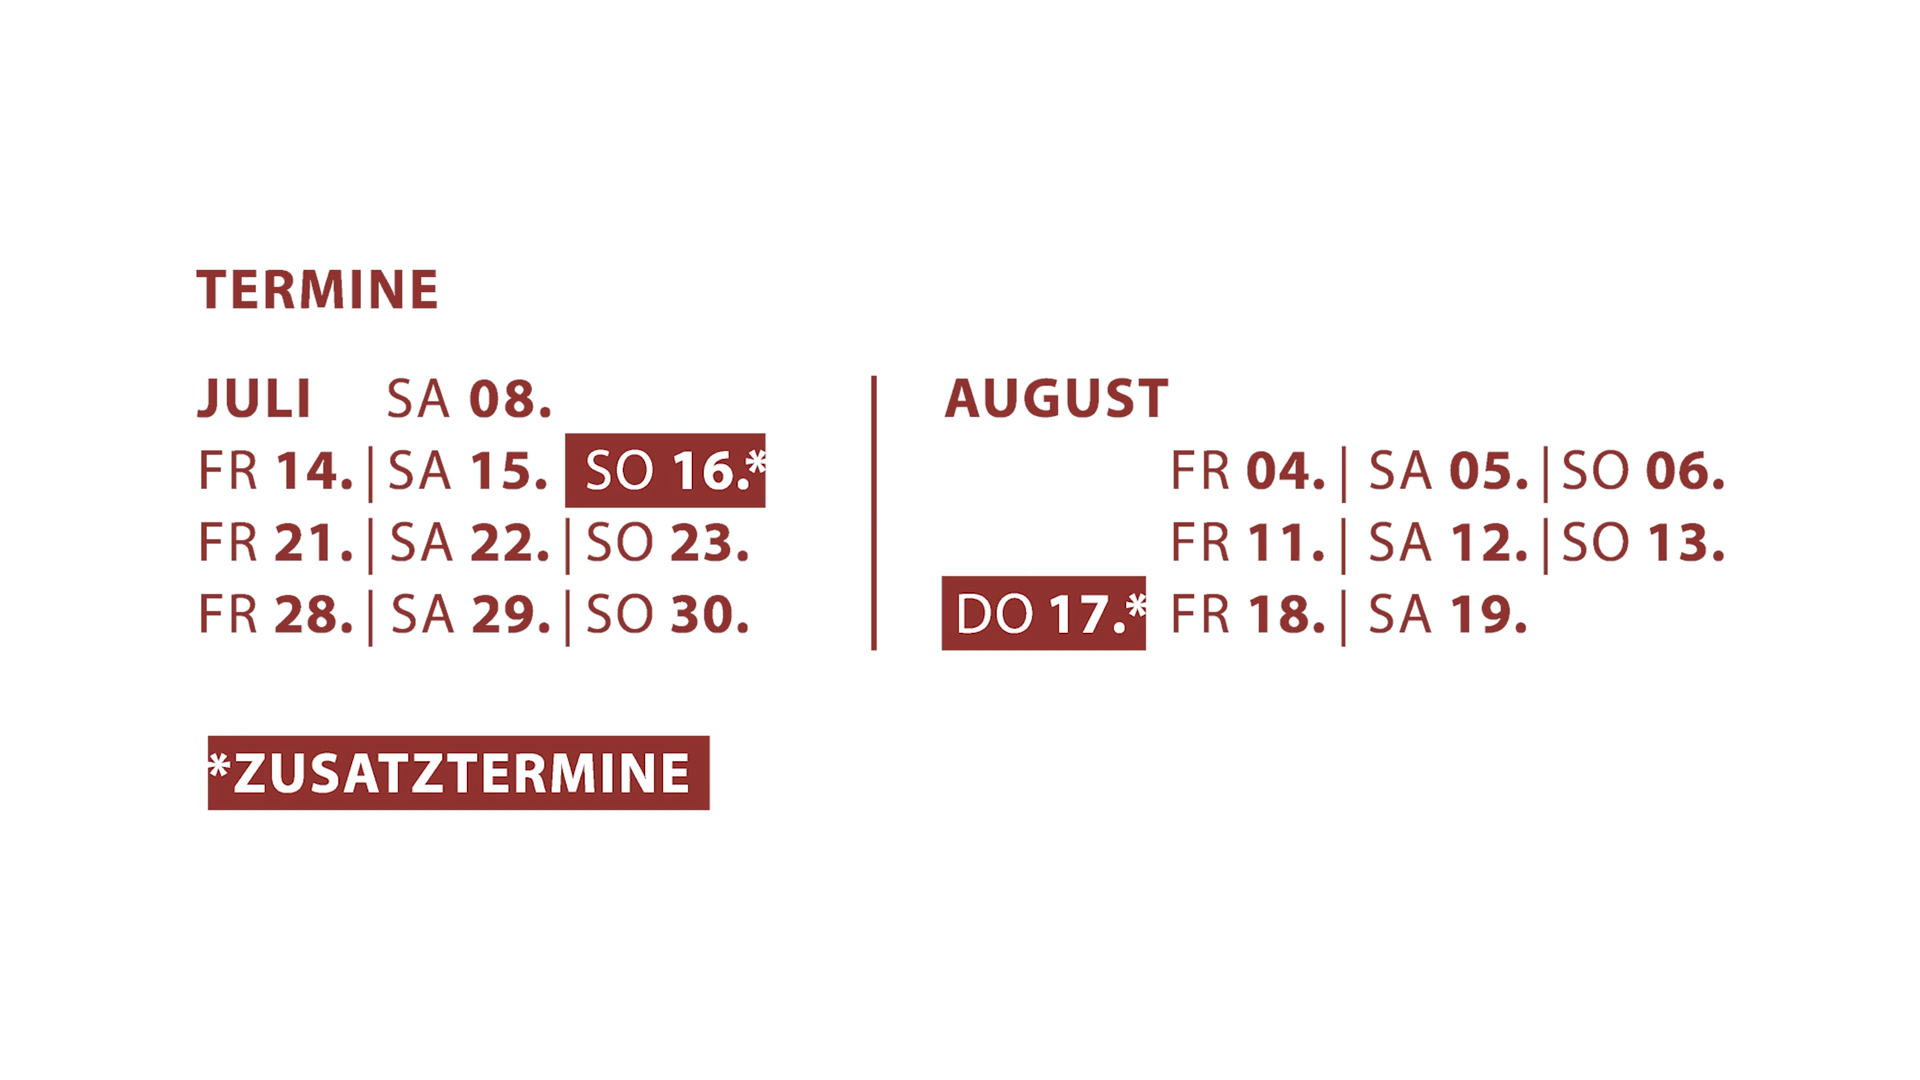 TERMINE
JULI SA 08.
FR 14. | SA 15. SO 16.*
FR 21. | SA 22. | SO 23.
FR 28. | SA 29. | SO 30.
AUGUST
FR 04. | SA 05. | SO 06.
FR 11. | SA 12. | SO 13.
DO 17.* FR 18. | SA 19.
*ZUSATZTERMINE